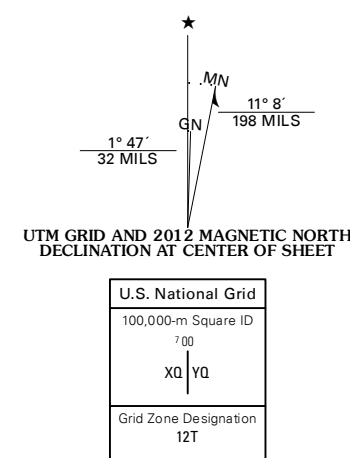 ★
MN
GN
11° 8´
198 MILS
1° 47´
32 MILS
UTM GRID AND 2012 MAGNETIC NORTH
DECLINATION AT CENTER OF SHEET
U.S. National Grid
100,000-m Square ID
⁷00
XQ YQ
Grid Zone Designation
12T